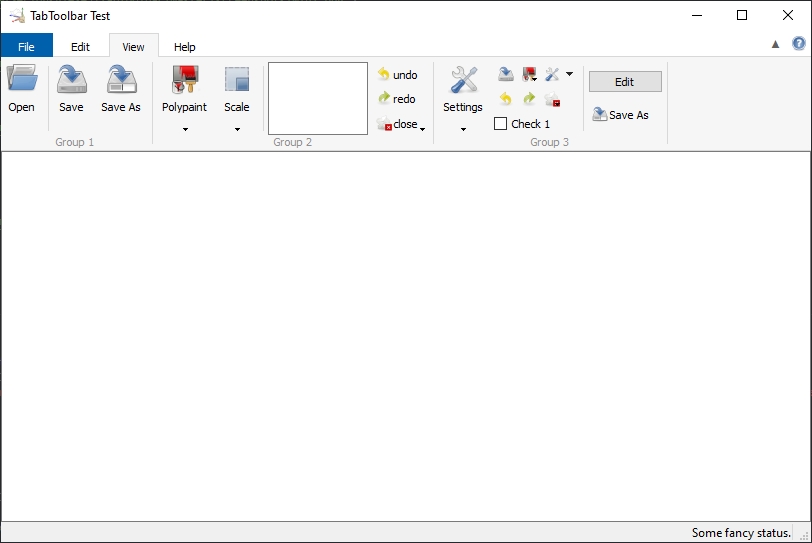 TabToolbar Test
File Edit View Help
Open Save Save As Polypaint Scale undo redo close Settings Check 1 Edit Save As
Group 1 Group 2 Group 3
Some fancy status.